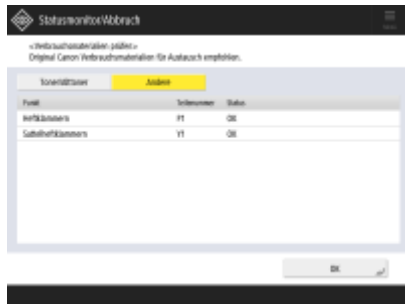 Statusmonitor/Abbruch
<Verbrauchsmaterialien prüfen>
Original Canon Verbrauchsmaterialien für Austausch empfohlen.
Andere
Punkt Teilenummer Status
Heftklammern P1 OK
Sattelheftklammern Y1 OK
OK